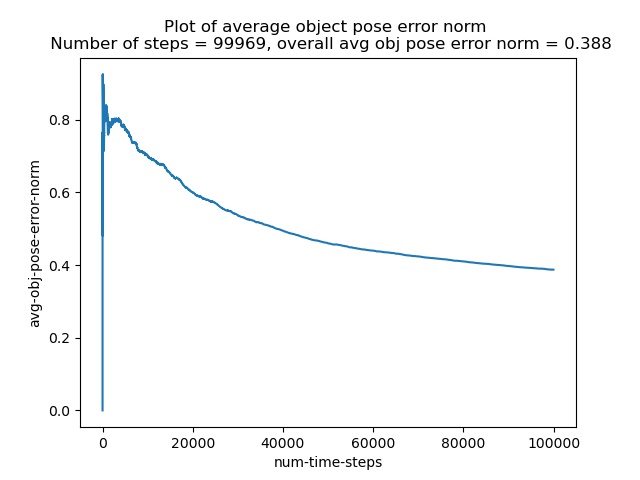 Plot of average object pose error norm
Number of steps = 99969, overall avg obj pose error norm = 0.388
avg-obj-pose-error-norm
0.8
0.6
0.4
0.2
0.0
0 20000 40000 60000 80000 100000
num-time-steps